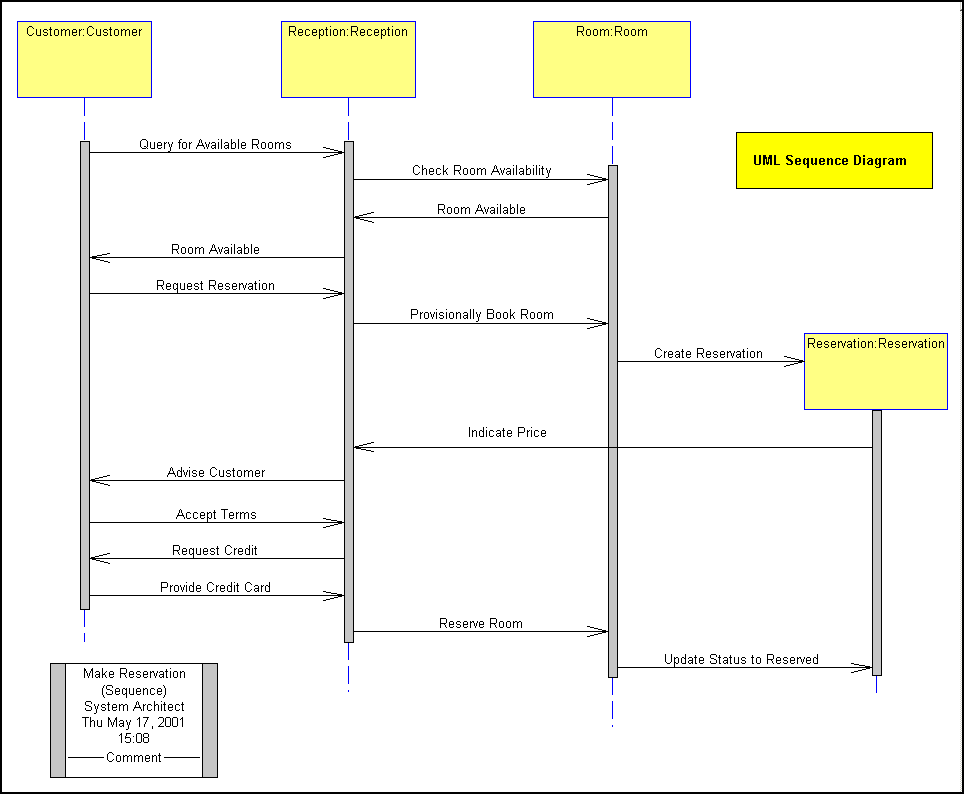 Customer:Customer
Reception:Reception
Room:Room
UML Sequence Diagram
Query for Available Rooms
Check Room Availability
Room Available
Room Available
Request Reservation
Provisionally Book Room
Create Reservation
Reservation:Reservation
Indicate Price
Advise Customer
Accept Terms
Request Credit
Provide Credit Card
Reserve Room
Update Status to Reserved
Make Reservation
(Sequence)
System Architect
Thu May 17, 2001
15:08
Comment